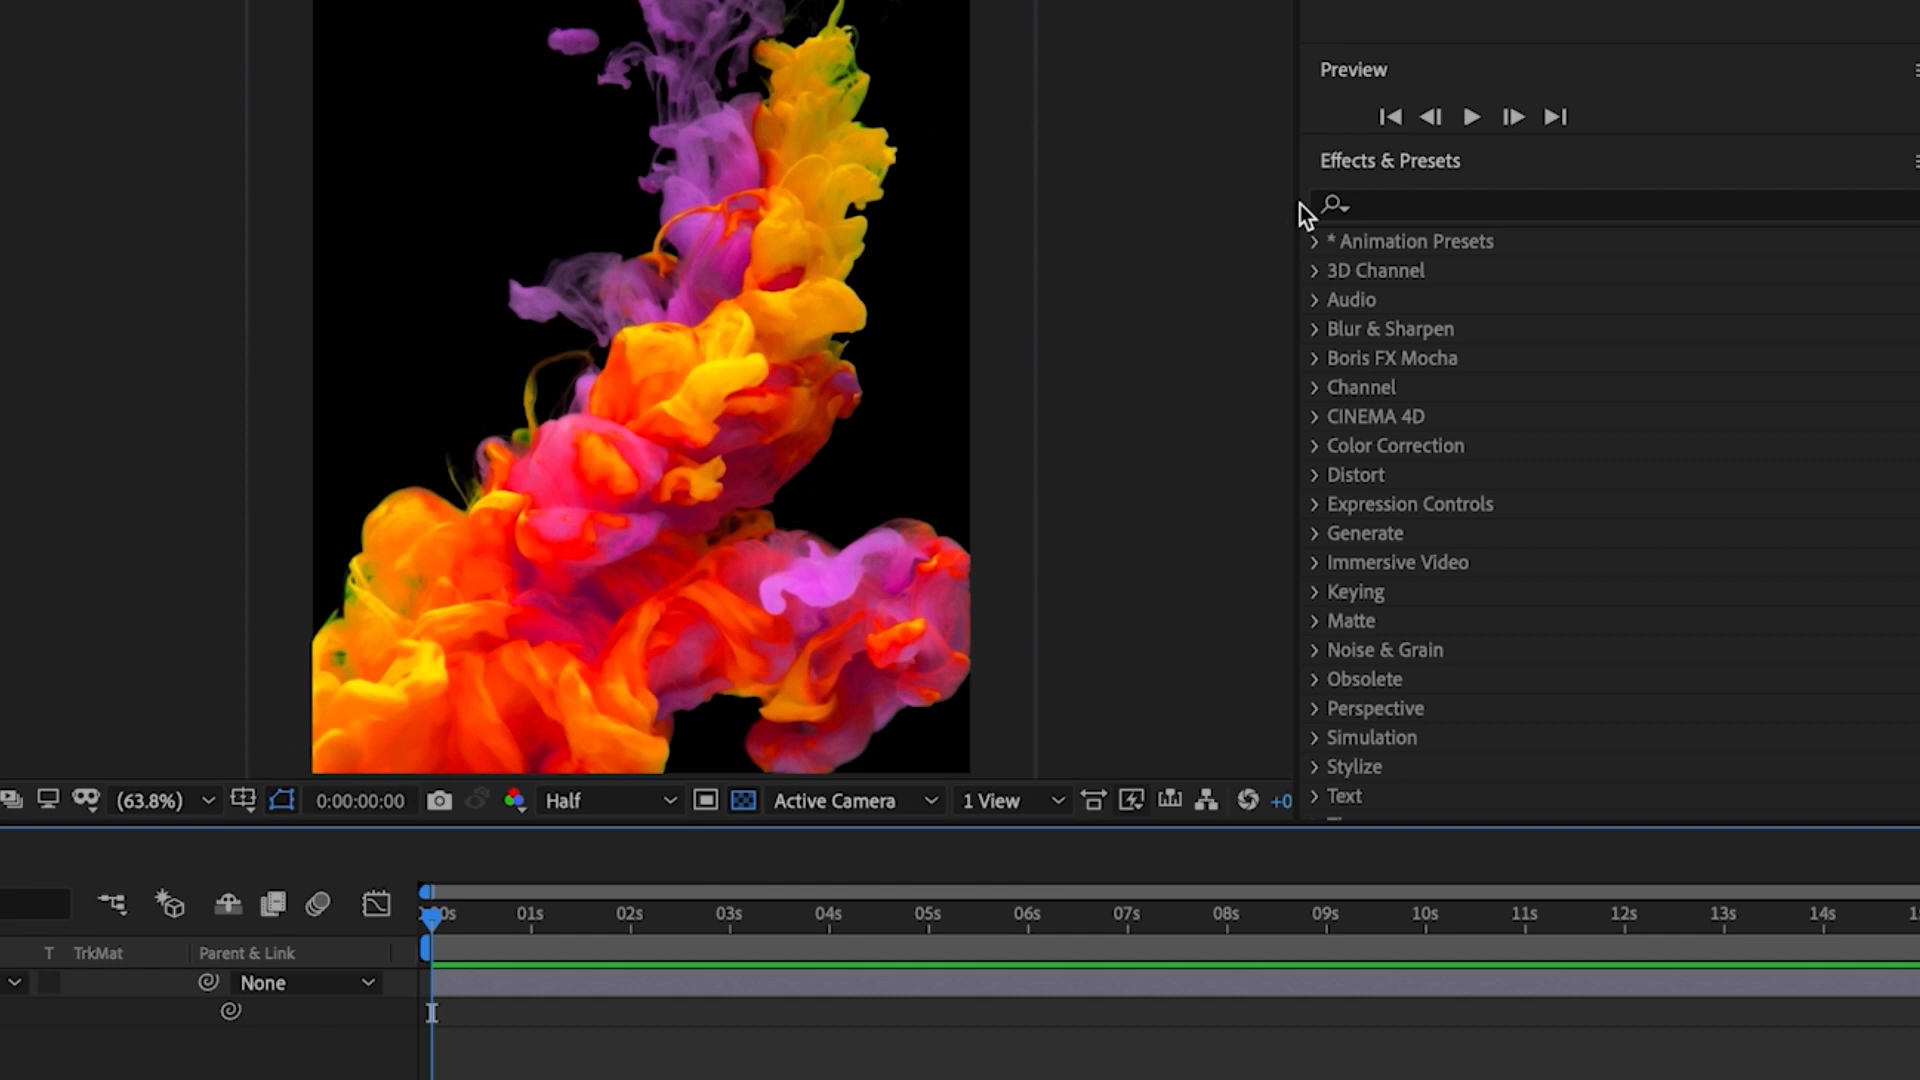 Preview
Effects & Presets
* Animation Presets
3D Channel
Audio
Blur & Sharpen
Boris FX Mocha
Channel
CINEMA 4D
Color Correction
Distort
Expression Controls
Generate
Immersive Video
Keying
Matte
Noise & Grain
Obsolete
Perspective
Simulation
Stylize
Text
(63.8%) 0:00:00:00 Half Active Camera 1 View +0
0s 01s 02s 03s 04s 05s 06s 07s 08s 09s 10s 11s 12s 13s 14s
T TrkMat Parent & Link
None